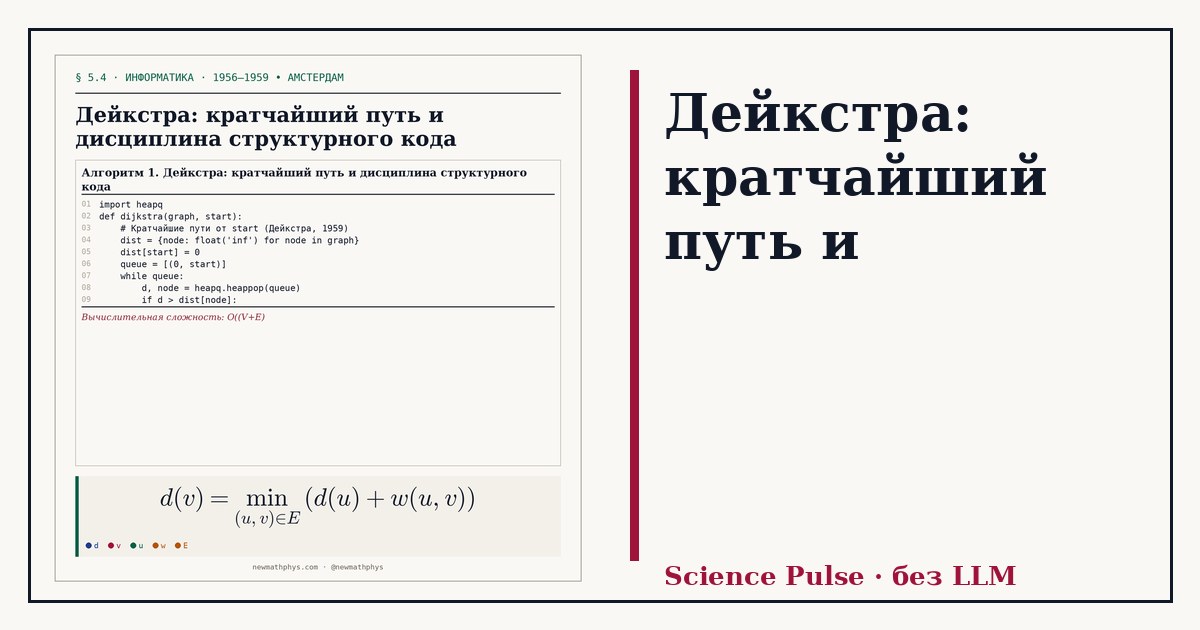 § 5.4 · ИНФОРМАТИКА · 1956—1959 • АМСТЕРДАМ
Дейкстра: кратчайший путь и
дисциплина структурного кода
Алгоритм 1. Дейкстра: кратчайший путь и дисциплина структурного
кода
01 import heapq
02 def dijkstra(graph, start):
03     # Кратчайшие пути от start (Дейкстра, 1959)
04     dist = {node: float('inf') for node in graph}
05     dist[start] = 0
06     queue = [(0, start)]
07     while queue:
08         d, node = heapq.heappop(queue)
09         if d > dist[node]:
Вычислительная сложность: O((V+E)
d(v) = min (d(u) + w(u, v))
(u, v)∈E
d v u w E
newmathphys.com · @newmathphys
Дейкстра:
кратчайший
путь и
Science Pulse · без LLM